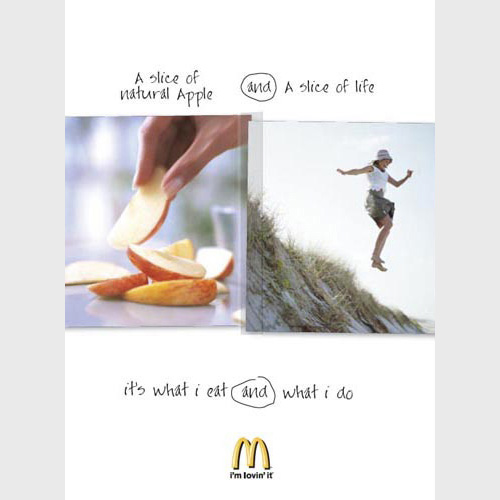 A slice of
natural Apple
and A slice of life
it's what i eat and what i do
i'm lovin' it